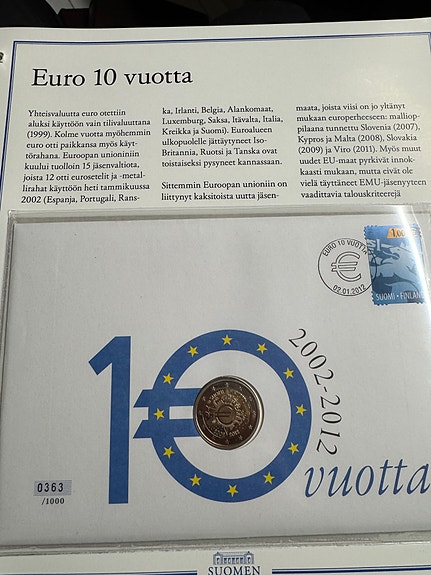 Euro 10 vuotta
Yhteisvaluutta euro otettiin
aluksi käyttöön vain tilivaluuttana
(1999). Kolme vuotta myöhemmin
euro otti paikkansa myös käyt-
törahana. Euroopan unioniniin
kuului tuolloin 15 jäsenvaltiota,
joista 12 otti eurosetelit ja -metal-
lirahat käyttöön heti tammikuussa
2002 (Espanja, Portugali, Rans-
ka, Irlanti, Belgia, Alankomaat,
Luxemburg, Saksa, Itävalta, Italia,
Kreikka ja Suomi). Euroalueen
ulkopuolelle jättäytyneet Iso-
Britannia, Ruotsi ja Tanska ovat
toistaiseksi pysyneet kannassaan.
Sittemmin Euroopan unioniin on
liittynyt kaksitoista uutta jäsen-
maata, joista viisi on jo yltänyt
mukaan europerheeseen: malliop-
pilaana tunnettu Slovenia (2007),
Kypros ja Malta (2008), Slovakia
(2009) ja Viro (2011). Myös muut
uudet EU-maat pyrkivät innok-
kaasti mukaan, mutta eivät ole
vielä täyttäneet EMU-jäsenyyteen
vaadittavia talouskriteerejä
EURO 10 VUOTTA
€
02.01.2012
1,00
SUOMI • FINLAND
10
2002-2012
vuotta
0363
/1000
SUOMEN